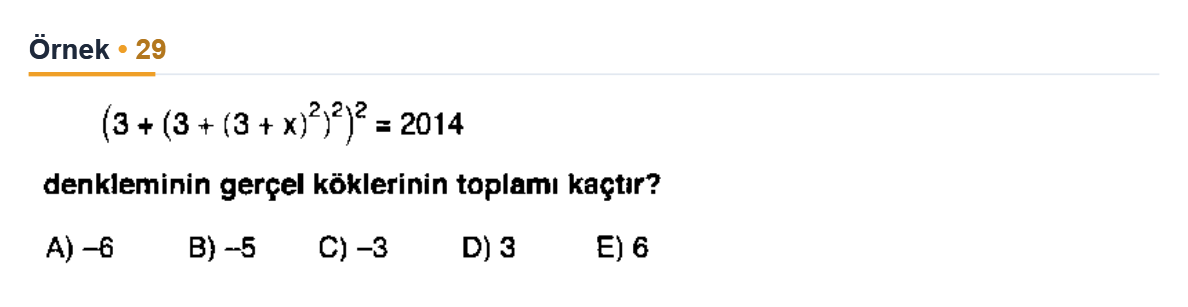 Örnek • 29
(3 + (3 + (3 + x)²)²)² = 2014
denkleminin gerçel köklerinin toplamı kaçtır?
A) –6 B) –5 C) –3 D) 3 E) 6